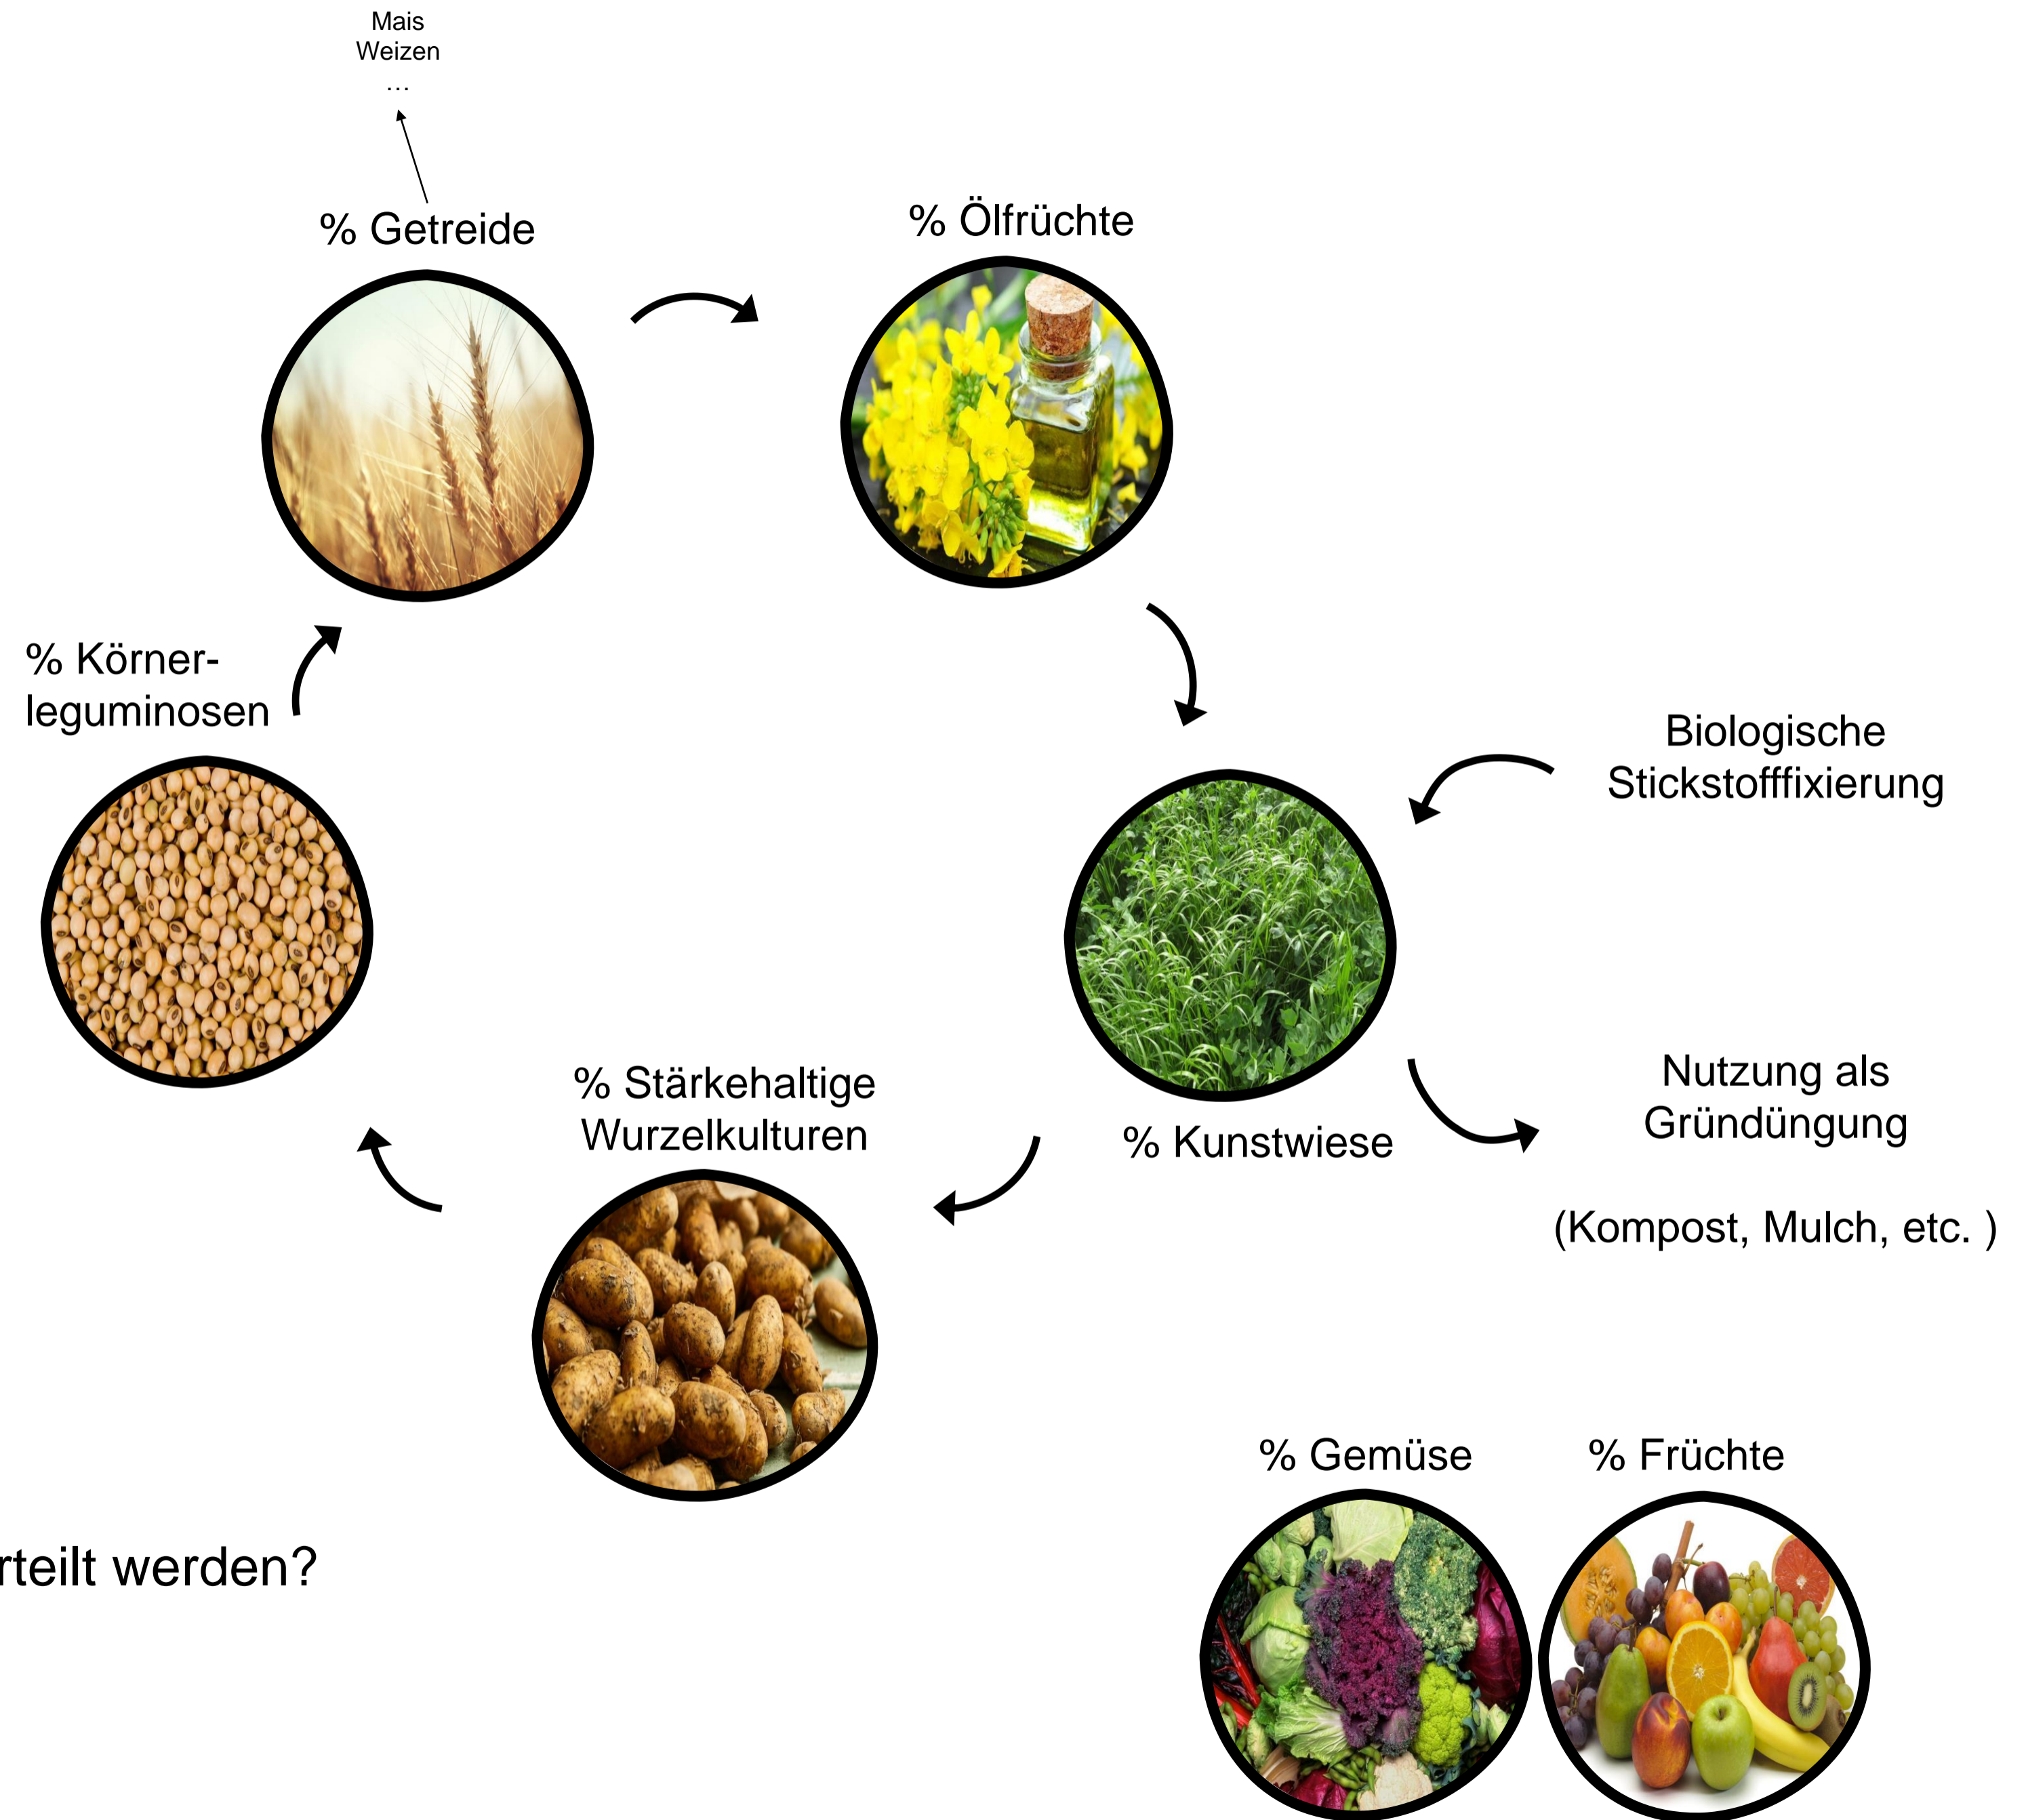 Mais
Weizen
…
% Getreide
% Ölfrüchte
% Körner-
leguminosen
Biologische
Stickstofffixierung
% Stärkehaltige
Wurzelkulturen
% Kunstwiese
Nutzung als
Gründüngung
(Kompost, Mulch, etc. )
% Gemüse
% Früchte
werden?